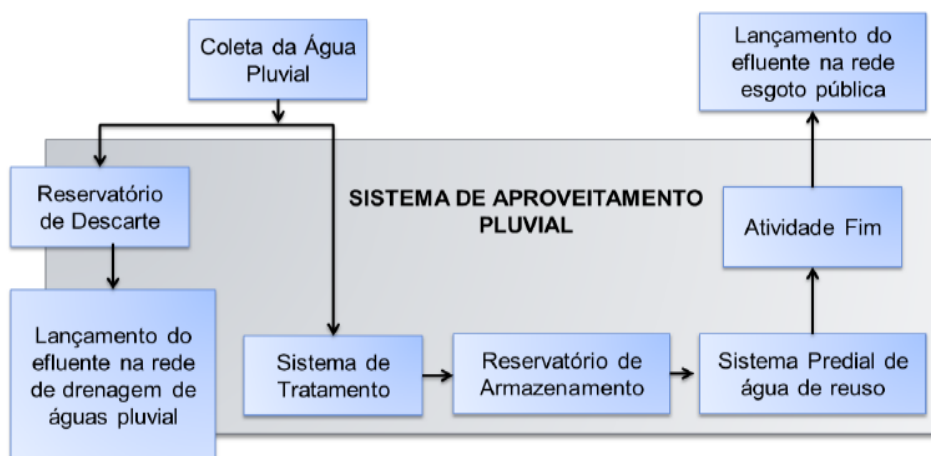 Coleta da Água
Pluvial
Lançamento do
efluente na rede
esgoto pública
Reservatório
de Descarte
SISTEMA DE APROVEITAMENTO
PLUVIAL
Atividade Fim
Lançamento do
efluente na rede
de drenagem de
águas pluvial
Sistema de
Tratamento
Reservatório de
Armazenamento
Sistema Predial de
água de reuso